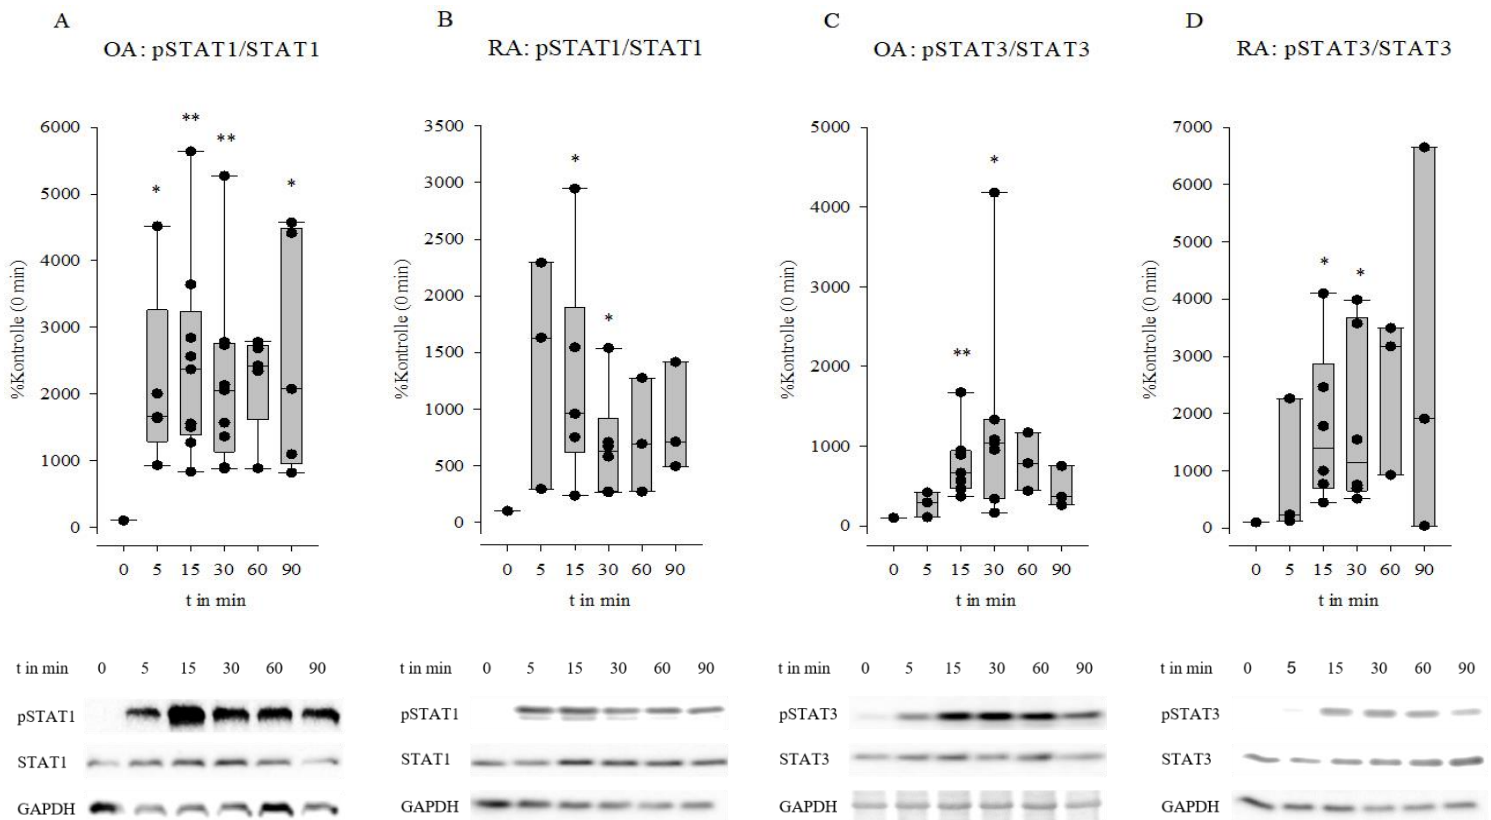 A
OA: pSTAT1/STAT1
6000
5000
4000
3000
2000
1000
0
%Kontrolle (0 min)
*
**
**
*
0 5 15 30 60 90
t in min
t in min 0 5 15 30 60 90
pSTAT1
STAT1
GAPDH
B
RA: pSTAT1/STAT1
3500
3000
2500
2000
1500
1000
500
0
%Kontrolle (0 min)
*
*
0 5 15 30 60 90
t in min
t in min 0 5 15 30 60 90
pSTAT1
STAT1
GAPDH
C
OA: pSTAT3/STAT3
5000
4000
3000
2000
1000
0
%Kontrolle (0 min)
**
*
0 5 15 30 60 90
t in min
t in min 0 5 15 30 60 90
pSTAT3
STAT3
GAPDH
D
RA: pSTAT3/STAT3
7000
6000
5000
4000
3000
2000
1000
0
%Kontrolle (0 min)
*
*
0 5 15 30 60 90
t in min
t in min 0 5 15 30 60 90
pSTAT3
STAT3
GAPDH